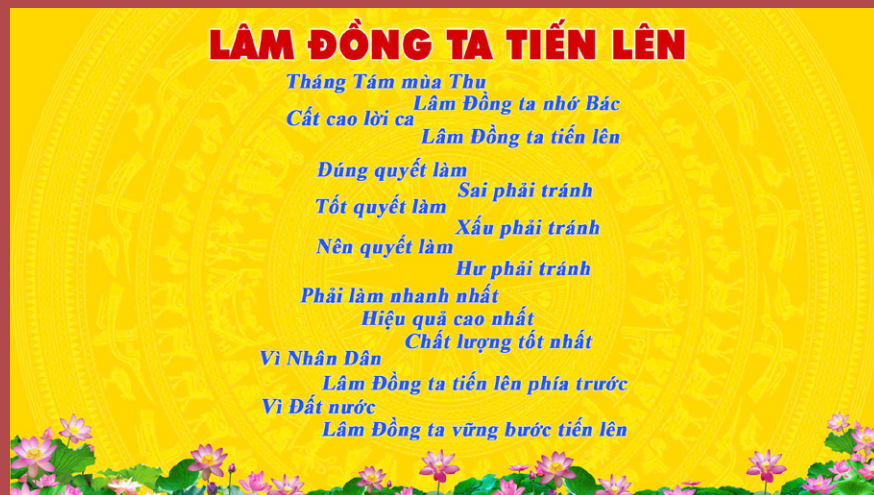 LÂM ĐỒNG TA TIẾN LÊN
Tháng Tám mùa Thu
Lâm Đồng ta nhớ Bác
Cất cao lời ca
Lâm Đồng ta tiến lên
Đúng quyết làm
Sai phải tránh
Tốt quyết làm
Xấu phải tránh
Nên quyết làm
Hư phải tránh
Phải làm nhanh nhất
Hiệu quả cao nhất
Chất lượng tốt nhất
Vì Nhân Dân
Lâm Đồng ta tiến lên phía trước
Vì Đất nước
Lâm Đồng ta vững bước tiến lên